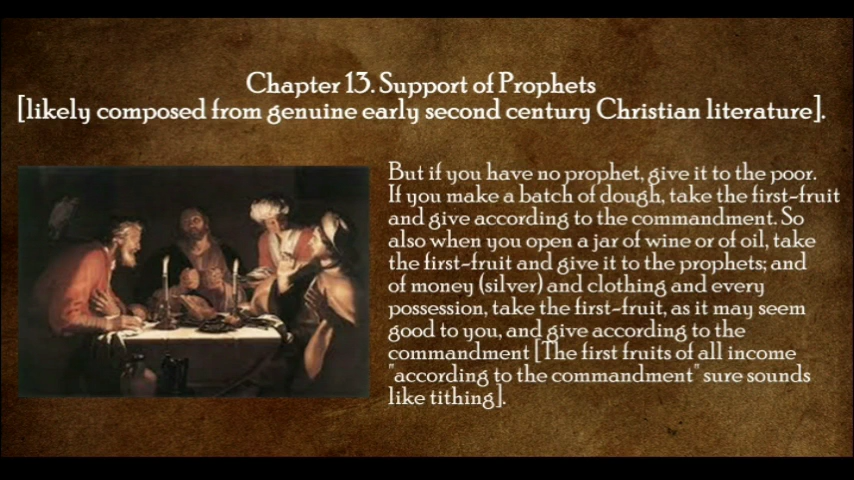 Chapter 13. Support of Prophets
[likely composed from genuine early second century Christian literature].
But if you have no prophet, give it to the poor.
If you make a batch of dough, take the first-fruit
and give according to the commandment. So
also when you open a jar of wine or of oil, take
the first-fruit and give it to the prophets; and
of money (silver) and clothing and every
possession, take the first-fruit, as it may seem
good to you, and give according to the
commandment [The first fruits of all income
"according to the commandment" sure sounds
like tithing].